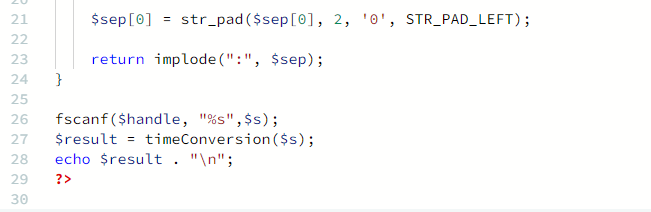 21 $sep[0] = str_pad($sep[0], 2, '0', STR_PAD_LEFT);
22
23 return implode(":", $sep);
24 }
25
26 fscanf($handle, "%s",$s);
27 $result = timeConversion($s);
28 echo $result . "\n";
29 ?>
30